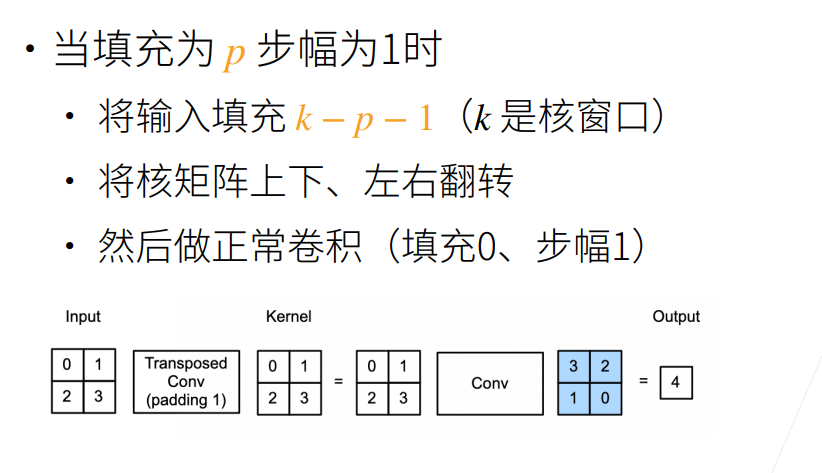 • 当填充为 p 步幅为1时
• 将输入填充 k − p − 1（k 是核窗口）
• 将核矩阵上下、左右翻转
• 然后做正常卷积（填充0、步幅1）
Input Kernel Output
0 1 Transposed 0 1 0 1 3 2
Conv = Conv = 4
2 3 (padding 1) 2 3 2 3 1 0